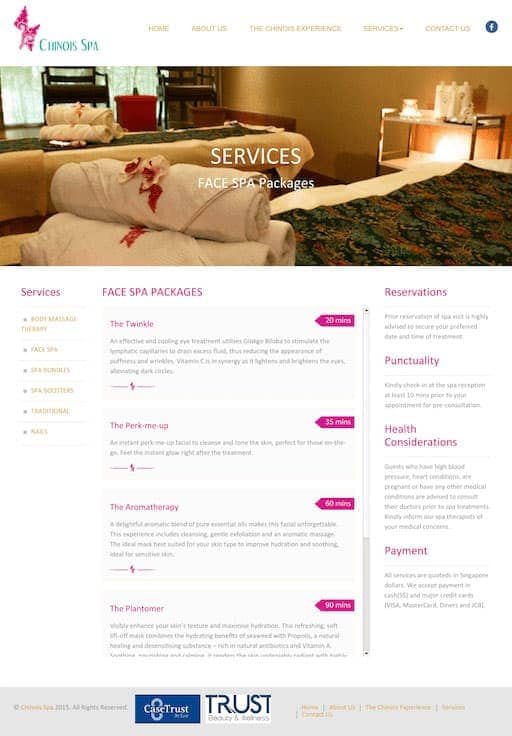 CHINOIS SPA
HOME
ABOUT US
THE CHINOIS EXPERIENCE
SERVICES
CONTACT US
f
SERVICES
FACE SPA Packages
Services
BODY MASSAGE
THERAPY
FACE SPA
SPA BUNDLES
SPA BOOSTERS
TRADITIONAL
NAILS
FACE SPA PACKAGES
20 mins
The Twinkle
An effective and cooling eye treatment utilises Ginkgo Biloba to stimulate the
lymphatic capillaries to drain excess fluid, thus reducing the appearance of
puffiness and wrinkles. Vitamin C is in synergy as it lightens and brightens the eyes,
alleviating dark circles.
35 mins
The Perk-me-up
An instant perk-me-up facial to cleanse and tone the skin, perfect for those on-the-
go. Feel the instant glow right after the treatment.
60 mins
The Aromatherapy
A delightful aromatic blend of pure essential oils makes this facial unforgettable.
This experience includes cleansing, gentle exfoliation and an aromatic massage.
The ideal mask best suited for your skin type to improve hydration and soothing,
ideal for sensitive skin.
90 mins
The Plantomer
Visibly enhance your skin's texture and maximise hydration. This refreshing, soft
lift-off mask combines the hydrating benefits of seaweed with Propolis, a natural
healing and desensitising substance – rich in natural antibiotics and Vitamin A.
Soothing, nourishing and calming, it renders the skin undeniably radiant with highly
Reservations
Prior reservation of spa visit is highly
advised to secure your preferred
date and time of treatment.
Punctuality
Kindly check-in at the spa reception
at least 10 mins prior to your
appointment for pre-consultation.
Health
Considerations
Guests who have high blood
pressure, heart conditions, are
pregnant or have any other medical
conditions are advised to consult
their doctors prior to spa treatments.
Kindly inform our spa therapists of
your medical concerns.
Payment
All services are quoteds in Singapore
dollars. We accept payment in
cash(S$) and major credit cards
(VISA, MasterCard, Diners and JCB).
© Chinois Spa 2015. All Rights Reserved.
CASETRUST
TRUST
Beauty & Wellness
Home | About Us | The Chinois Experience | Services
| Contact Us